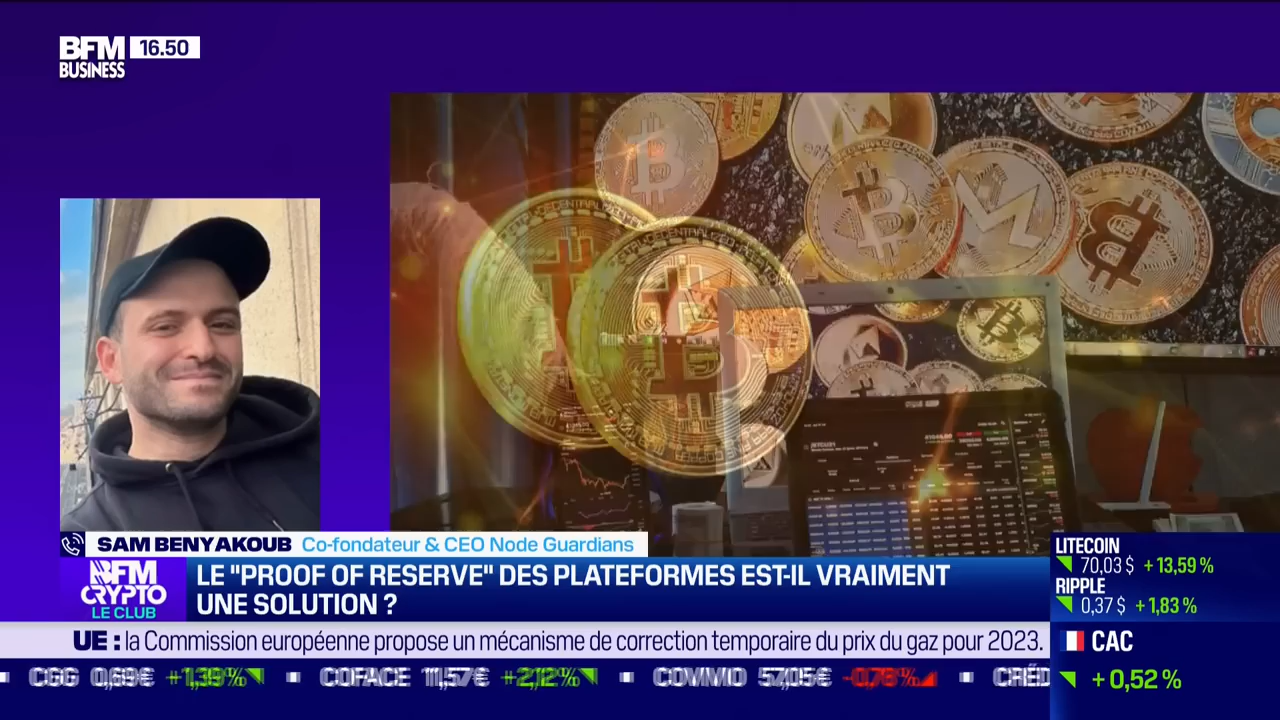 BFM
BUSINESS
16.50
SAM BENYAKOUB Co-fondateur & CEO Node Guardians
BFM
CRYPTO
LE CLUB
LE "PROOF OF RESERVE" DES PLATEFORMES EST-IL VRAIMENT
UNE SOLUTION ?
LITECOIN
70,03 $ + 13,59 %
RIPPLE
0,37 $ + 1,83 %
UE : la Commission européenne propose un mécanisme de correction temporaire du prix du gaz pour 2023.
CAC
+ 0,52 %
CGG 0,69€ +1,39% COFACE 11,57€ +2,12% COVIVIO 57,05€ -0,78% CRÉD